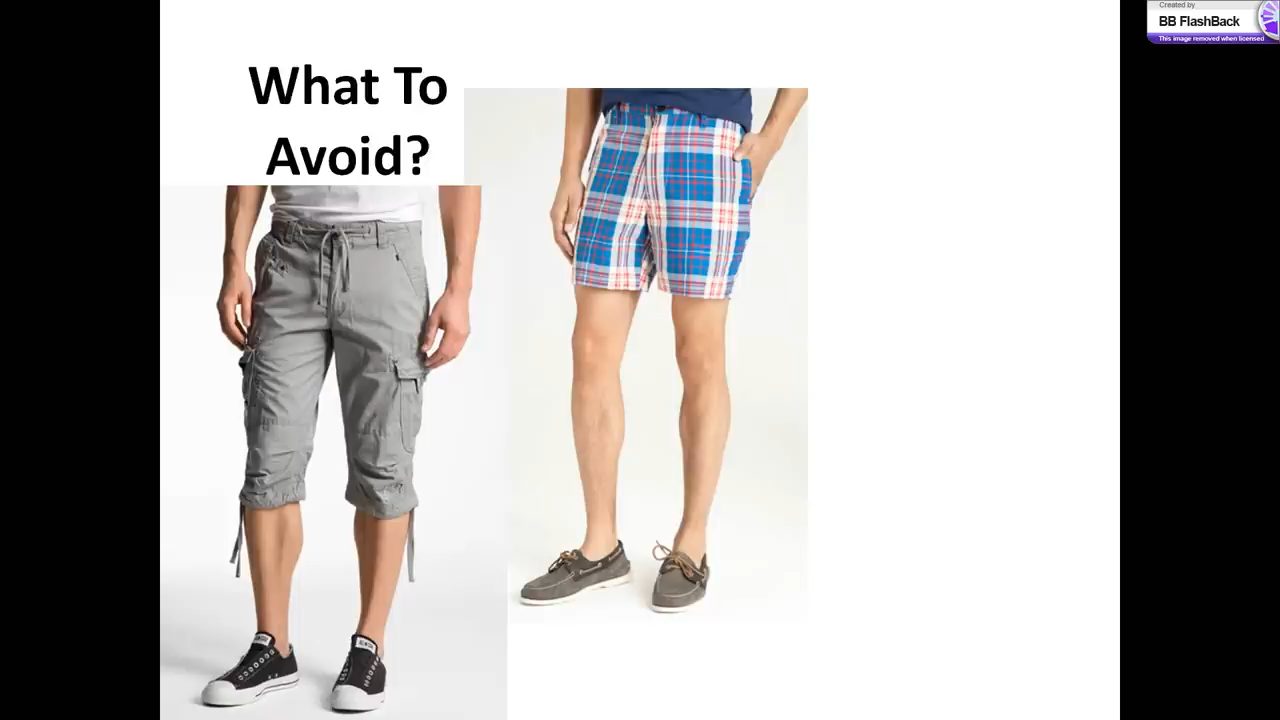 What To
Avoid?
Created by
BB FlashBack
This image removed when licensed